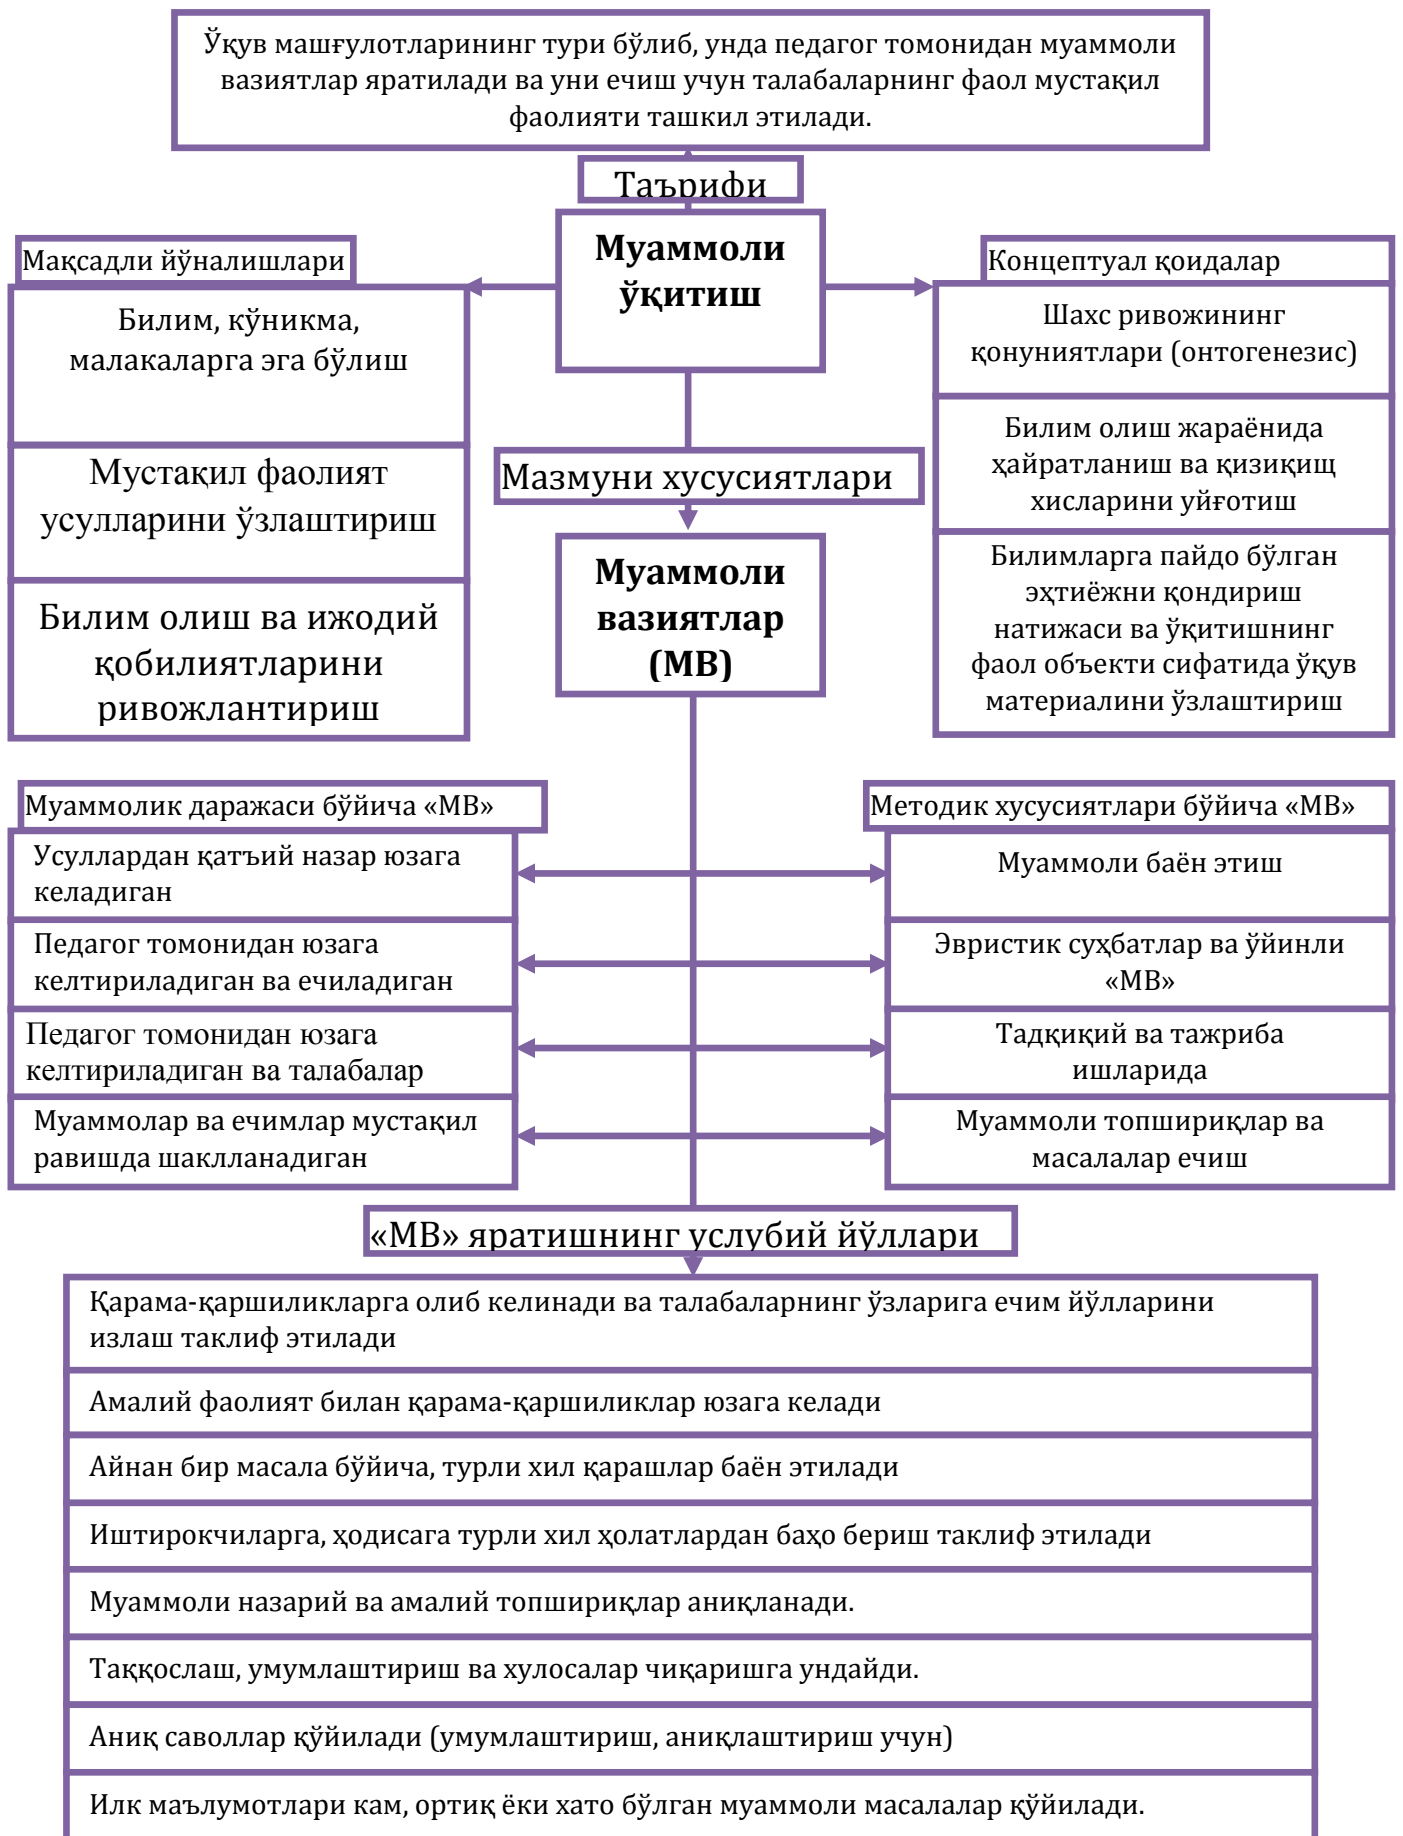 Ўқув машғулотларининг тури бўлиб, унда педагог томонидан муаммоли
вазиятлар яратилади ва уни ечиш учун талабаларнинг фаол мустақил
фаолияти ташкил этилади.
Таърифи
Муаммоли
ўқитиш
Мақсадли йўналишлари
Билим, кўникма,
малакаларга эга бўлиш
Мустақил фаолият
усулларини ўзлаштириш
Билим олиш ва ижодий
қобилиятларини
ривожлантириш
Концептуал қоидалар
Шахс ривожининг
қонуниятлари (онтогенезис)
Билим олиш жараёнида
ҳайратланиш ва қизиқищ
хисларини уйғотиш
Билимларга пайдо бўлган
эҳтиёжни қондириш
натижаси ва ўқитишнинг
фаол объекти сифатида ўқув
материалини ўзлаштириш
Мазмуни хусусиятлари
Муаммоли
вазиятлар
(МВ)
Муаммолик даражаси бўйича «МВ»
Усуллардан қатъий назар юзага
келадиган
Педагог томонидан юзага
келтириладиган ва ечиладиган
Педагог томонидан юзага
келтириладиган ва талабалар
Муаммолар ва ечимлар мустақил
равишда шаклланадиган
Методик хусусиятлари бўйича «МВ»
Муаммоли баён этиш
Эвристик суҳбатлар ва ўйинли
«МВ»
Тадқиқий ва тажриба
ишларида
Муаммоли топшириқлар ва
масалалар ечиш
«МВ» яратишнинг услубий йўллари
Қарама-қаршиликларга олиб келинади ва талабаларнинг ўзларига ечим йўлларини
излаш таклиф этилади
Амалий фаолият билан қарама-қаршиликлар юзага келади
Айнан бир масала бўйича, турли хил қарашлар баён этилади
Иштирокчиларга, ҳодисага турли хил ҳолатлардан баҳо бериш таклиф этилади
Муаммоли назарий ва амалий топшириқлар аниқланади.
Таққослаш, умумлаштириш ва хулосалар чиқаришга ундайди.
Аниқ саволлар қўйилади (умумлаштириш, аниқлаштириш учун)
Илк маълумотлари кам, ортиқ ёки хато бўлган муаммоли масалалар қўйилади.